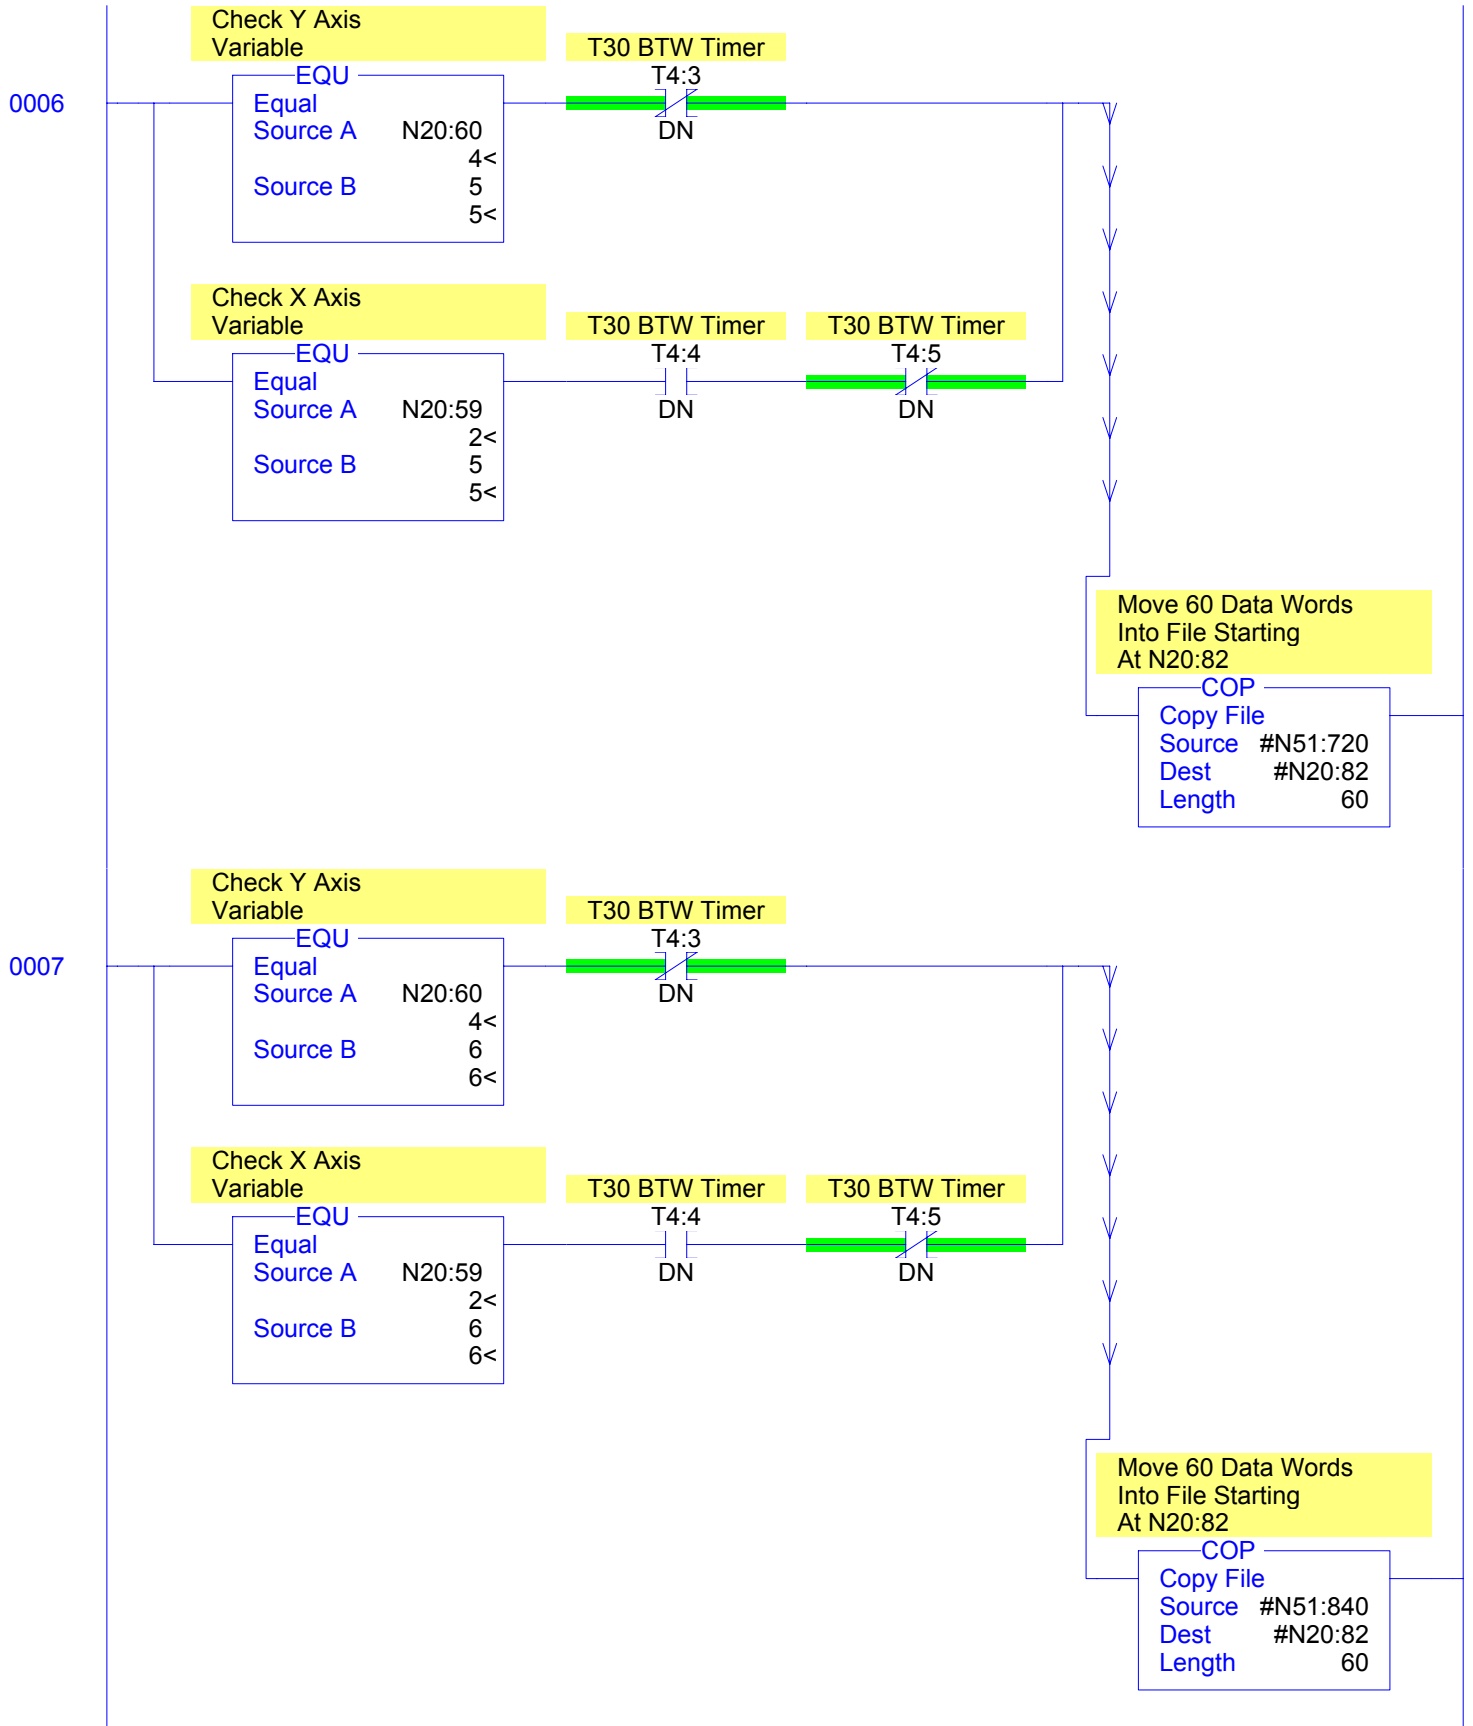 Check Y Axis
Variable
T30 BTW Timer
EQU
T4:3
0006
Equal
Source A N20:60
DN
4<
Source B 5
5<
Check X Axis
Variable
T30 BTW Timer T30 BTW Timer
EQU
T4:4 T4:5
Equal
Source A N20:59
DN DN
2<
Source B 5
5<
Move 60 Data Words
Into File Starting
At N20:82
COP
Copy File
Source #N51:720
Dest #N20:82
Length 60
Check Y Axis
Variable
T30 BTW Timer
EQU
T4:3
0007
Equal
Source A N20:60
DN
4<
Source B 6
6<
Check X Axis
Variable
T30 BTW Timer T30 BTW Timer
EQU
T4:4 T4:5
Equal
Source A N20:59
DN DN
2<
Source B 6
6<
Move 60 Data Words
Into File Starting
At N20:82
COP
Copy File
Source #N51:840
Dest #N20:82
Length 60